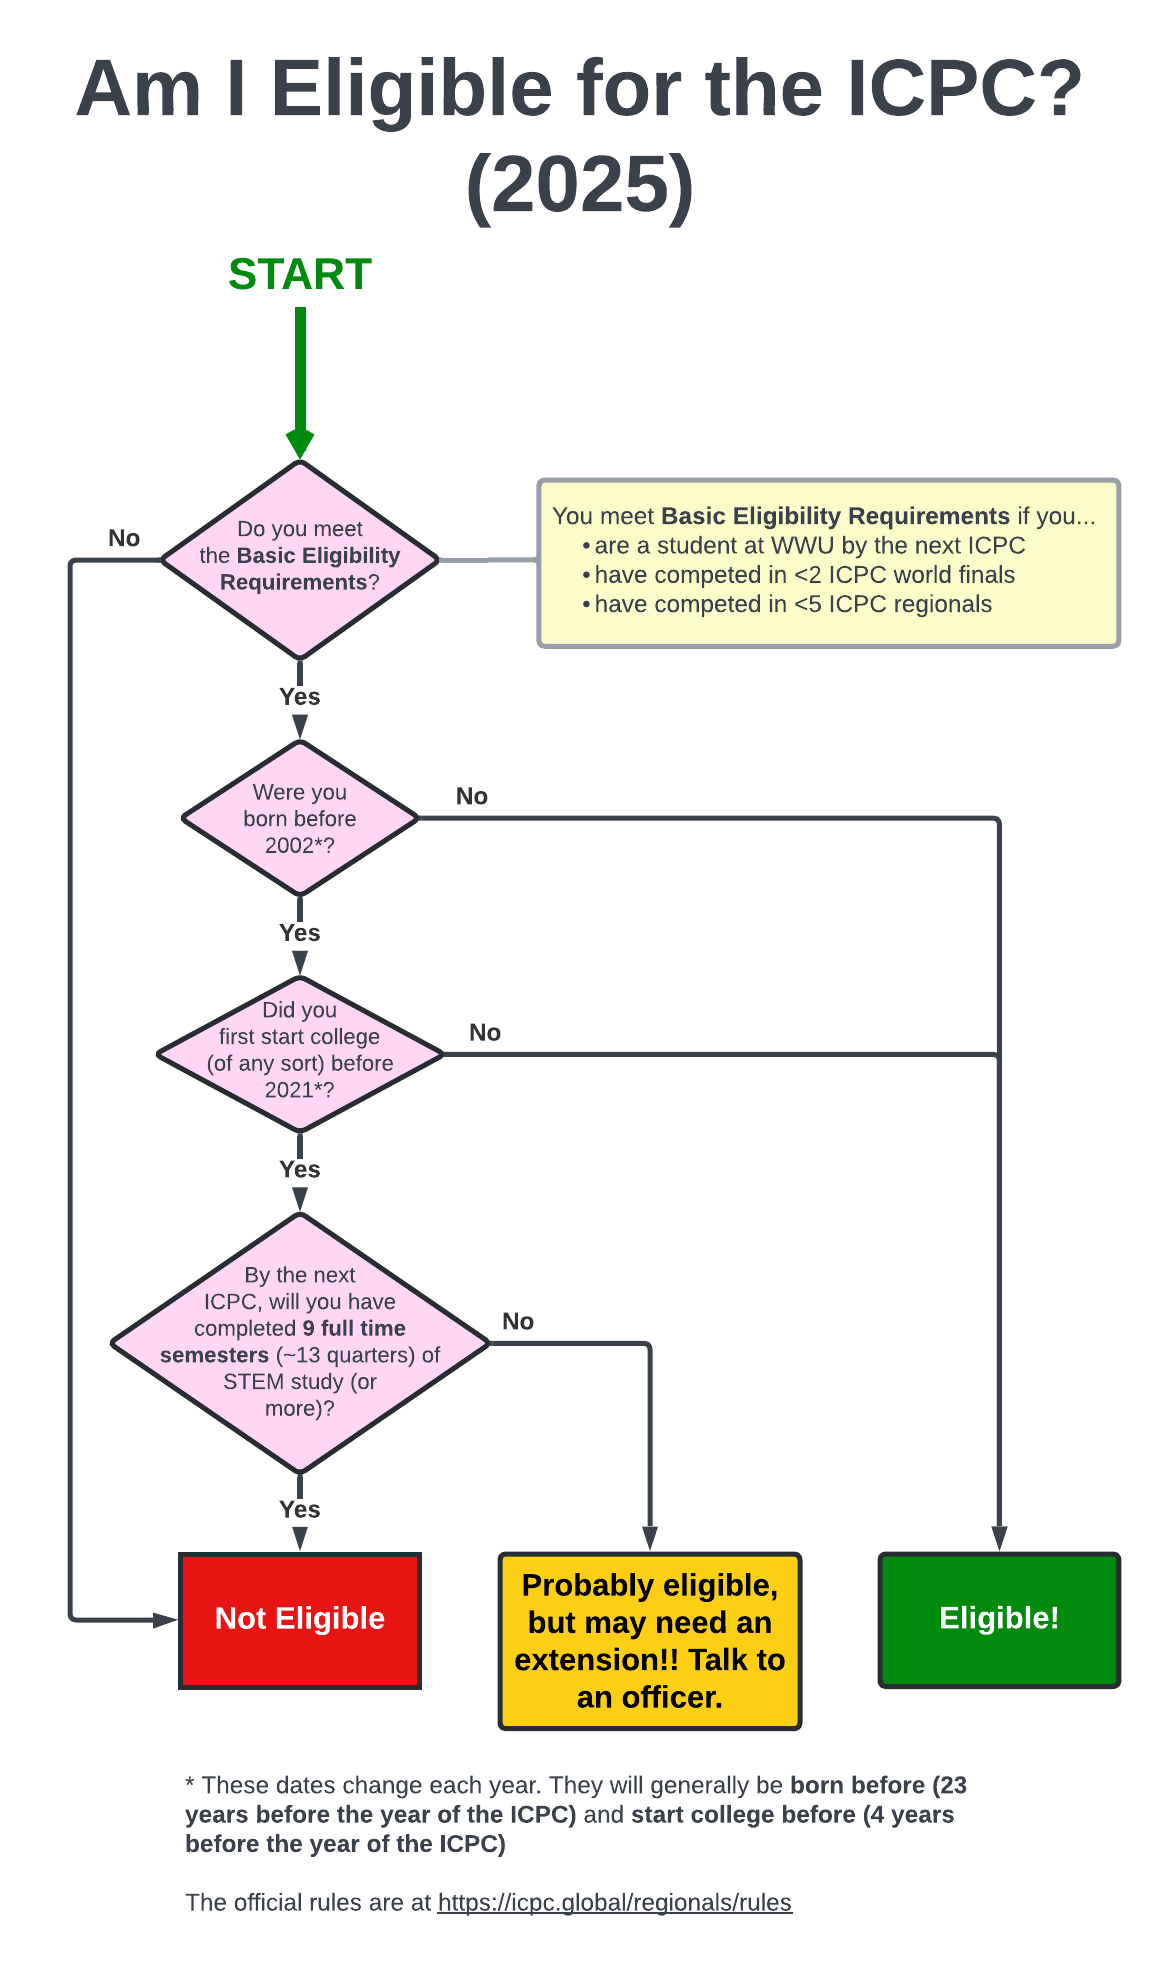 Am I Eligible for the ICPC?
(2025)
START
Do you meet
the Basic Eligibility
Requirements?
No
You meet Basic Eligibility Requirements if you...
• are a student at WWU by the next ICPC
• have competed in <2 ICPC world finals
• have competed in <5 ICPC regionals
Yes
Were you
born before
2002*?
No
Yes
Did you
first start college
(of any sort) before
2021*?
No
Yes
By the next
ICPC, will you have
completed 9 full time
semesters (~13 quarters) of
STEM study (or
more)?
No
Yes
Not Eligible
Probably eligible,
but may need an
extension!! Talk to
an officer.
Eligible!
* These dates change each year. They will generally be born before (23
years before the year of the ICPC) and start college before (4 years
before the year of the ICPC)
The official rules are at https://icpc.global/regionals/rules